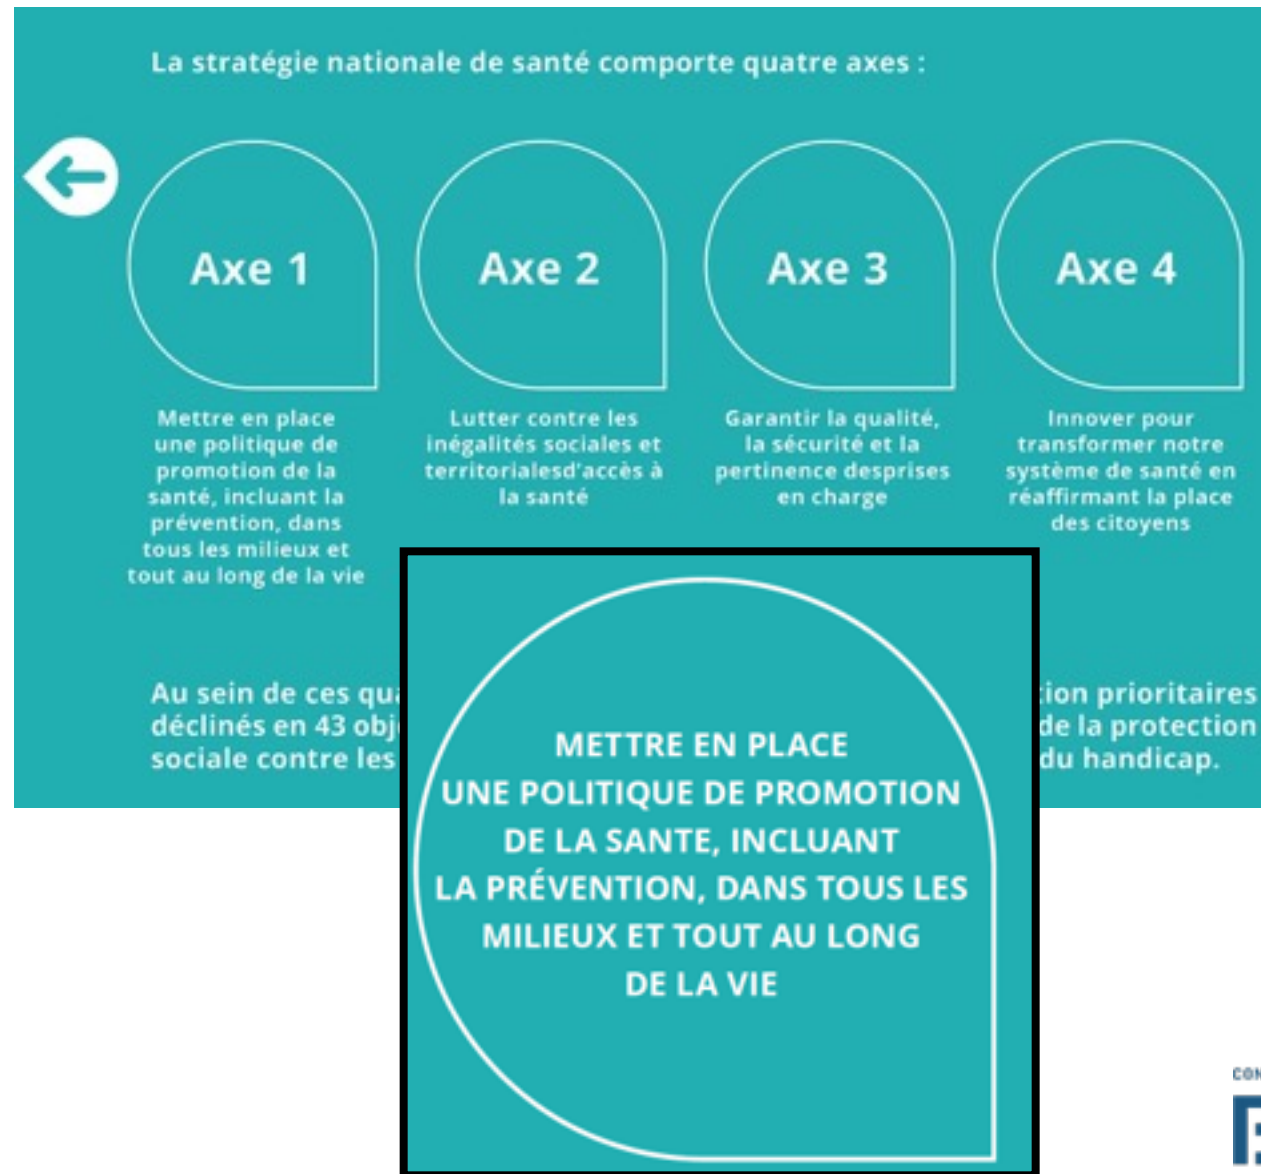 La stratégie nationale de santé comporte quatre axes :
Axe 1
Mettre en place
une politique de
promotion de la
santé, incluant la
prévention, dans
tous les milieux et
tout au long de la vie
Axe 2
Lutter contre les
inégalités sociales et
territorialesd'accès à
la santé
Axe 3
Garantir la qualité,
la sécurité et la
pertinence desprises
en charge
Axe 4
Innover pour
transformer notre
système de santé en
réaffirmant la place
des citoyens
Au sein de ces prioritaires
déclinés en 43 de la protection
sociale contre les du handicap.
METTRE EN PLACE
UNE POLITIQUE DE PROMOTION
DE LA SANTE, INCLUANT
LA PRÉVENTION, DANS TOUS LES
MILIEUX ET TOUT AU LONG
DE LA VIE